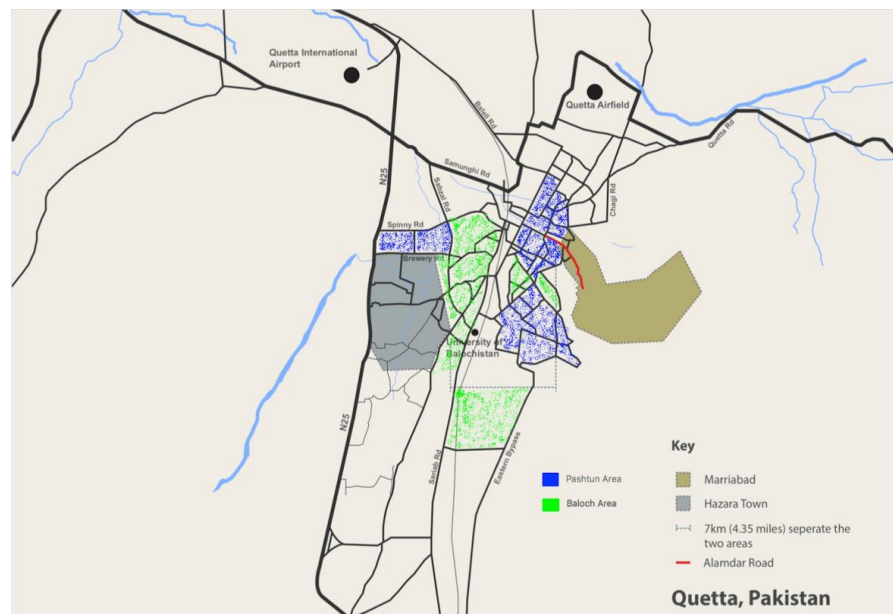 Quetta International
Airport
Quetta Airfield
Baleli Rd
Quetta Rd
Samunghi Rd
Chagi Rd
N25
Sabzal Rd
Spinny Rd
Brewery Rd
University of
Balochistan
N25
Sariab Rd
Eastern Bypass
Key
Pashtun Area
Baloch Area
Marriabad
Hazara Town
7km (4.35 miles) seperate the
two areas
Alamdar Road
Quetta, Pakistan